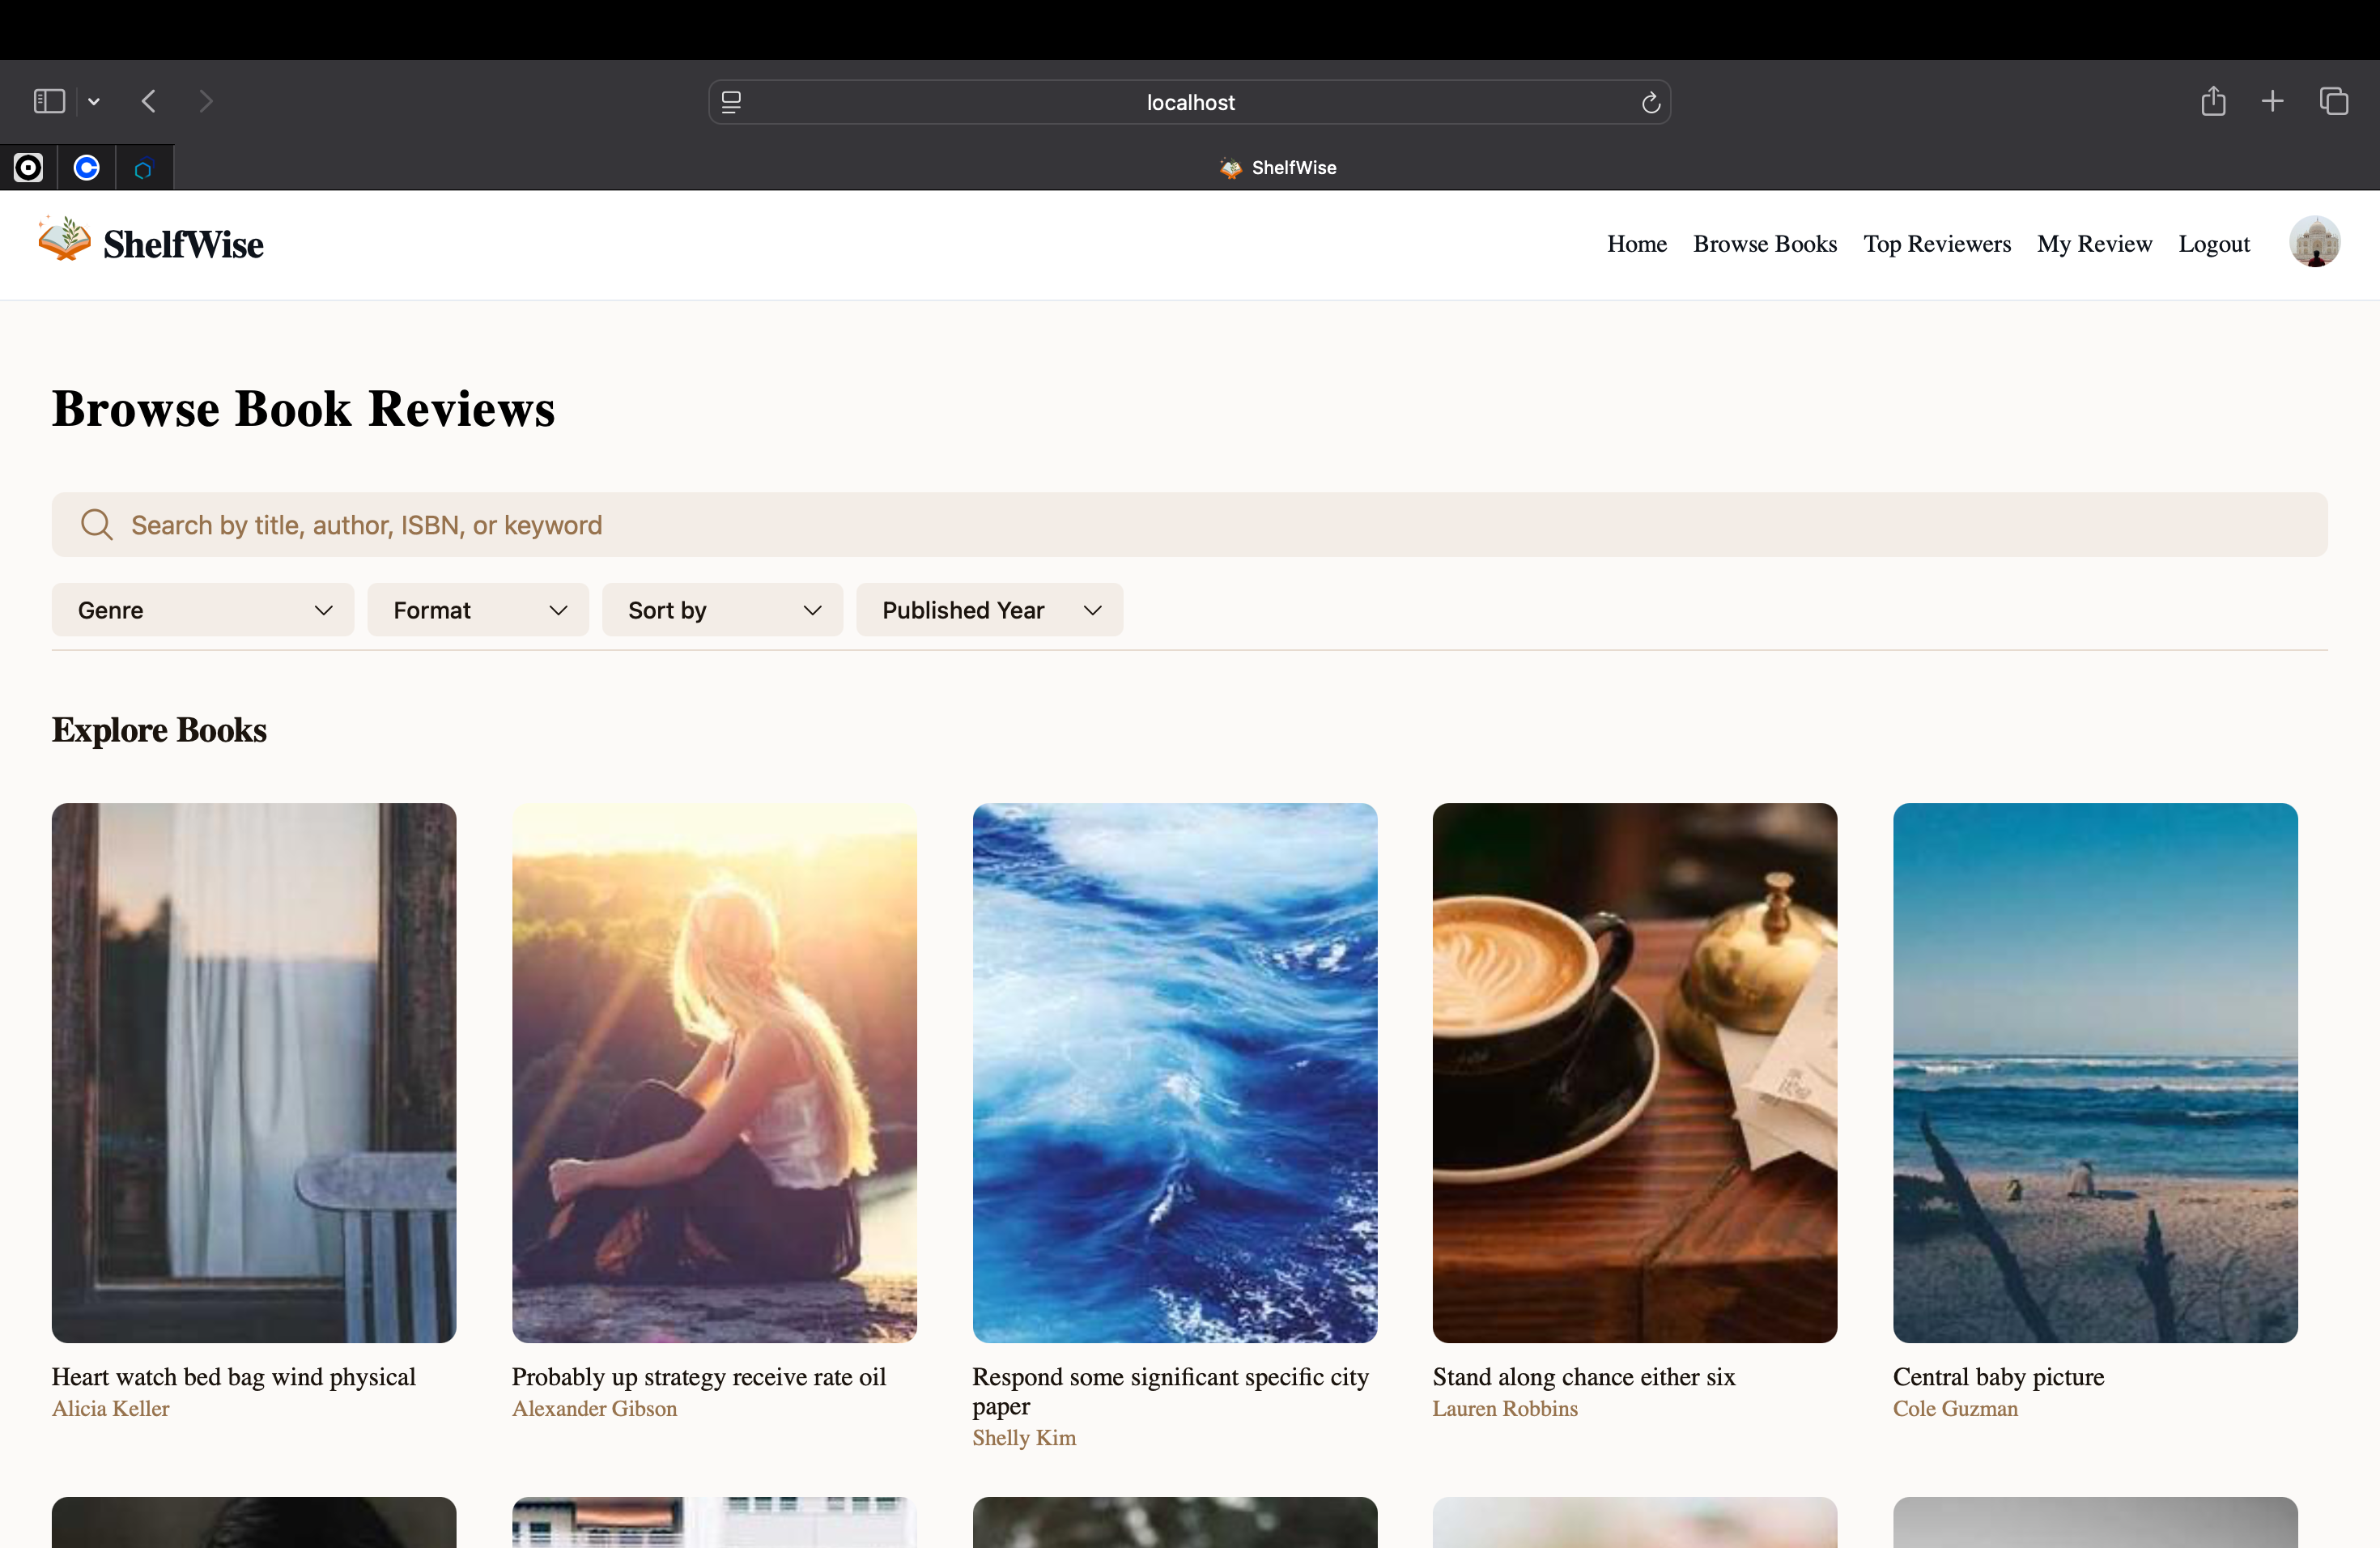 localhost
ShelfWise
ShelfWise
Home Browse Books Top Reviewers My Review Logout
Browse Book Reviews
Search by title, author, ISBN, or keyword
Genre Format Sort by Published Year
Explore Books
Heart watch bed bag wind physical
Alicia Keller
Probably up strategy receive rate oil
Alexander Gibson
Respond some significant specific city
paper
Shelly Kim
Stand along chance either six
Lauren Robbins
Central baby picture
Cole Guzman